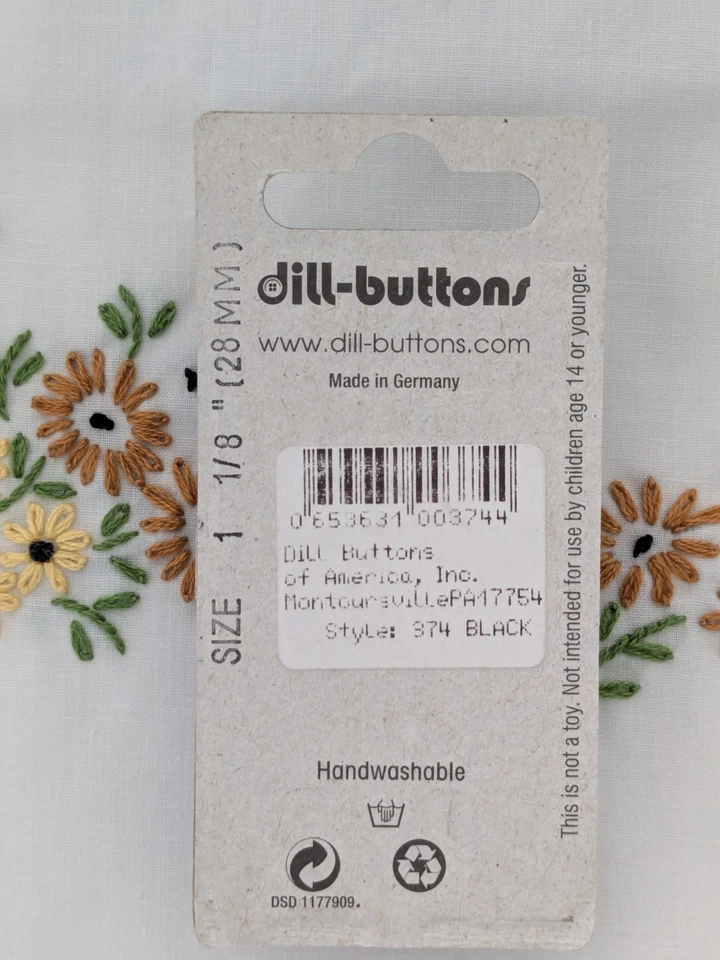 dill-buttons
www.dill-buttons.com
Made in Germany
SIZE 1 1/8 " (28 MM)
0 653631 003744
Dill Buttons
of America, Inc.
MontoursvillePA17754
Style: 374 BLACK
Handwashable
DSD 1177909.
This is not a toy. Not intended for use by children age 14 or younger.